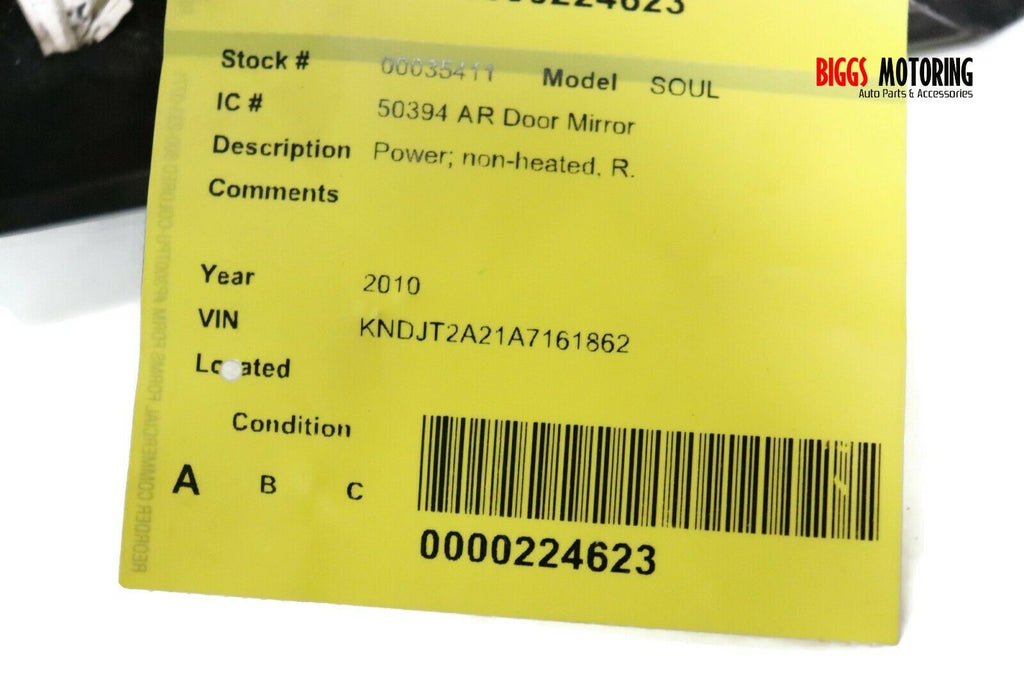 0000224623
Stock # 00035411 Model SOUL
IC # 50394 AR Door Mirror
Description Power; non-heated, R.
Comments
Year 2010
VIN KNDJT2A21A7161862
Located
Condition
A B C
0000224623
BIGGS MOTORING
Auto Parts & Accessories